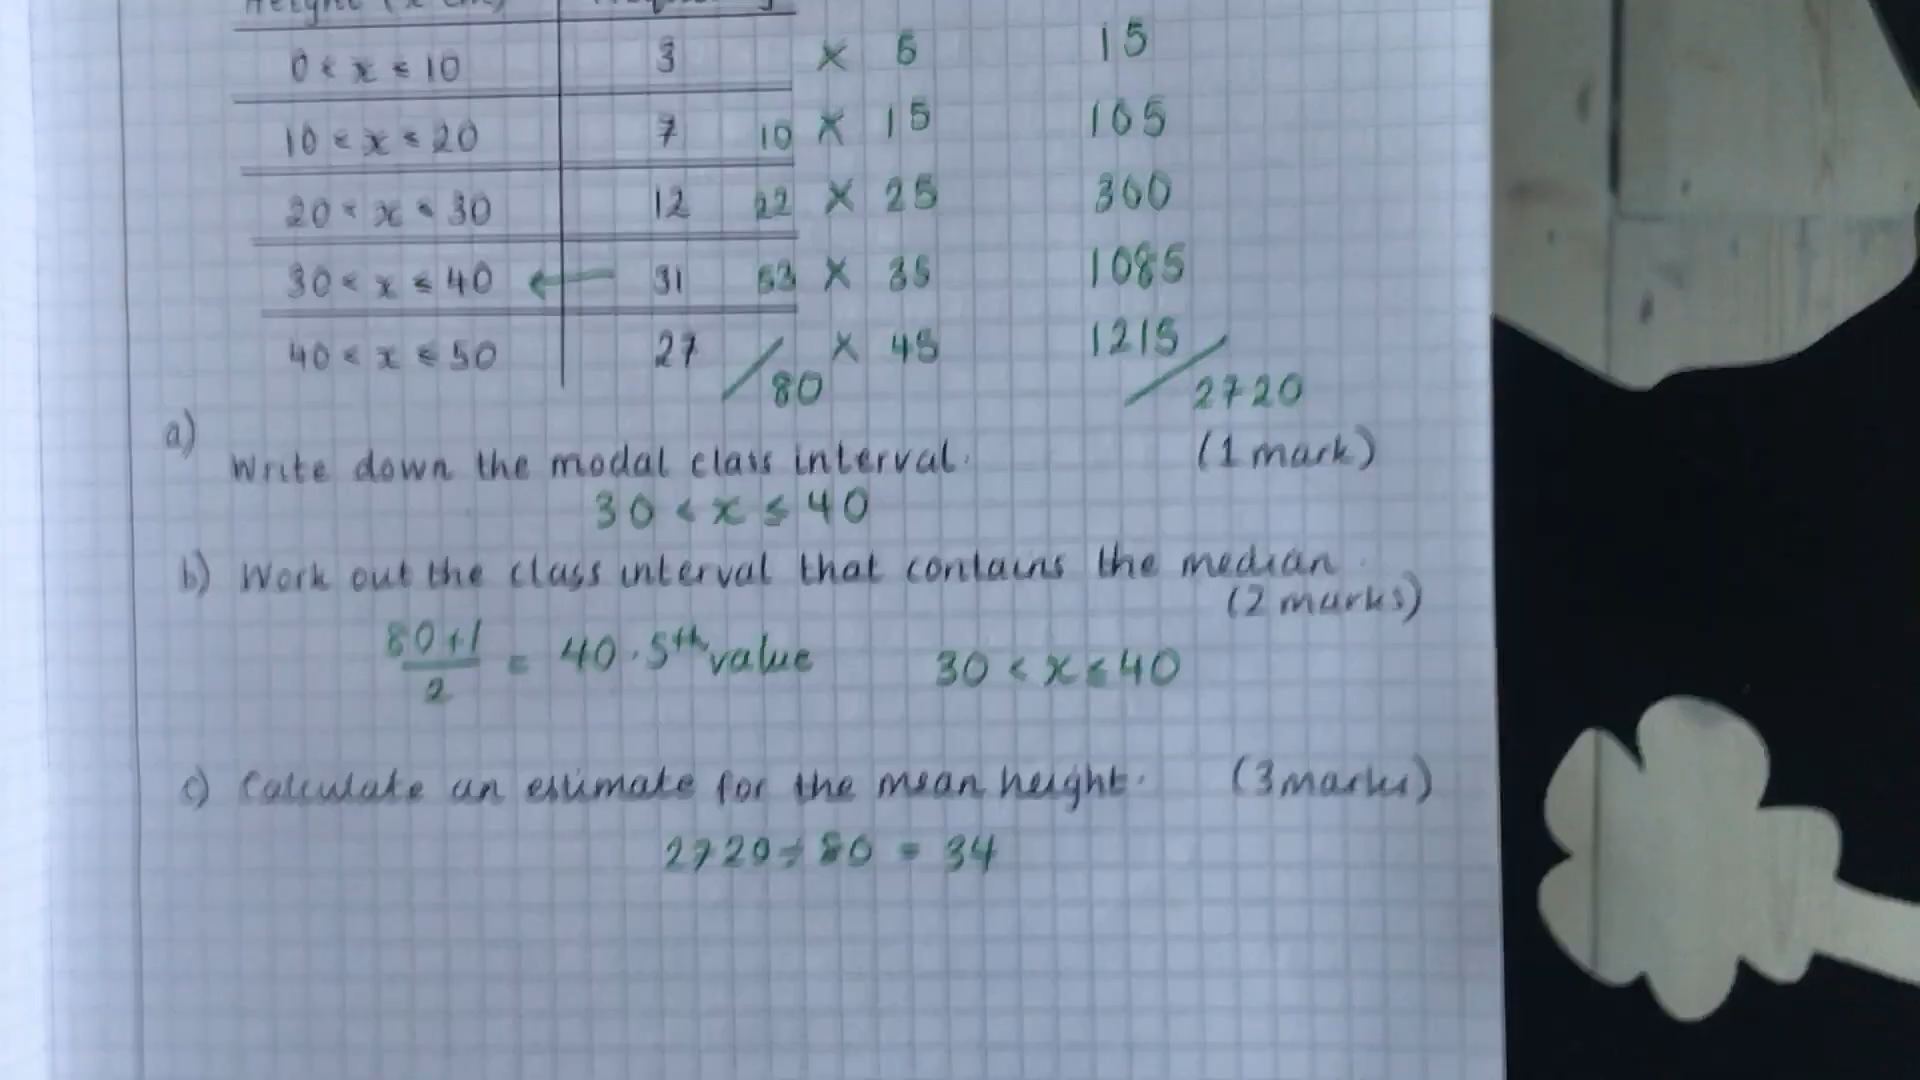 Height (x cm) Frequency
0 < x ≤ 10 3 × 5 15
10 < x ≤ 20 7 10 × 15 105
20 < x ≤ 30 12 22 × 25 300
30 < x ≤ 40 ← 31 53 × 35 1085
40 < x ≤ 50 27 / 80 × 45 1215 / 2720
a)
Write down the modal class interval. (1 mark)
30 < x ≤ 40
b) Work out the class interval that contains the median.
(2 marks)
80+1/2 = 40.5th value 30 < x ≤ 40
c) Calculate an estimate for the mean height. (3 marks)
2720 ÷ 80 = 34